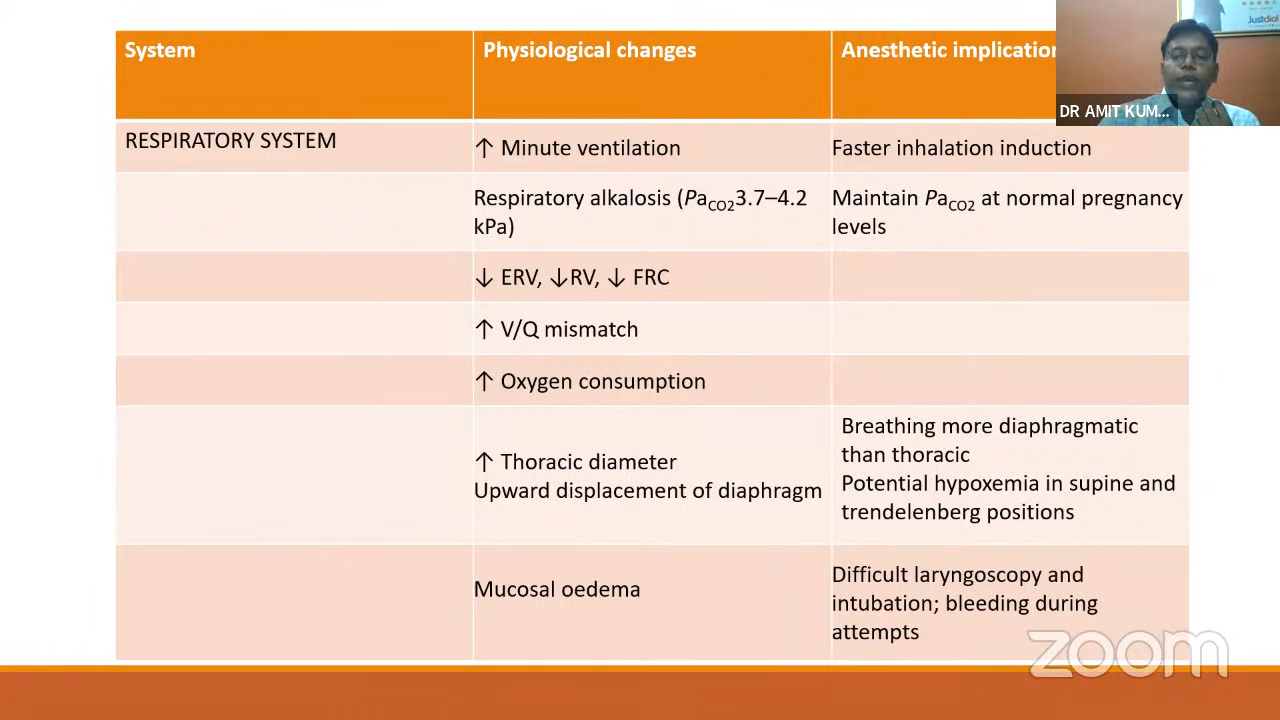 System
Physiological changes
Anesthetic implication
Justdial
DR AMIT KUM...
RESPIRATORY SYSTEM
↑ Minute ventilation
Faster inhalation induction
Respiratory alkalosis (PaCO23.7–4.2
kPa)
Maintain PaCO2 at normal pregnancy
levels
↓ ERV, ↓RV, ↓ FRC
↑ V/Q mismatch
↑ Oxygen consumption
↑ Thoracic diameter
Upward displacement of diaphragm
Breathing more diaphragmatic
than thoracic
Potential hypoxemia in supine and
trendelenberg positions
Mucosal oedema
Difficult laryngoscopy and
intubation; bleeding during
attempts
zoom